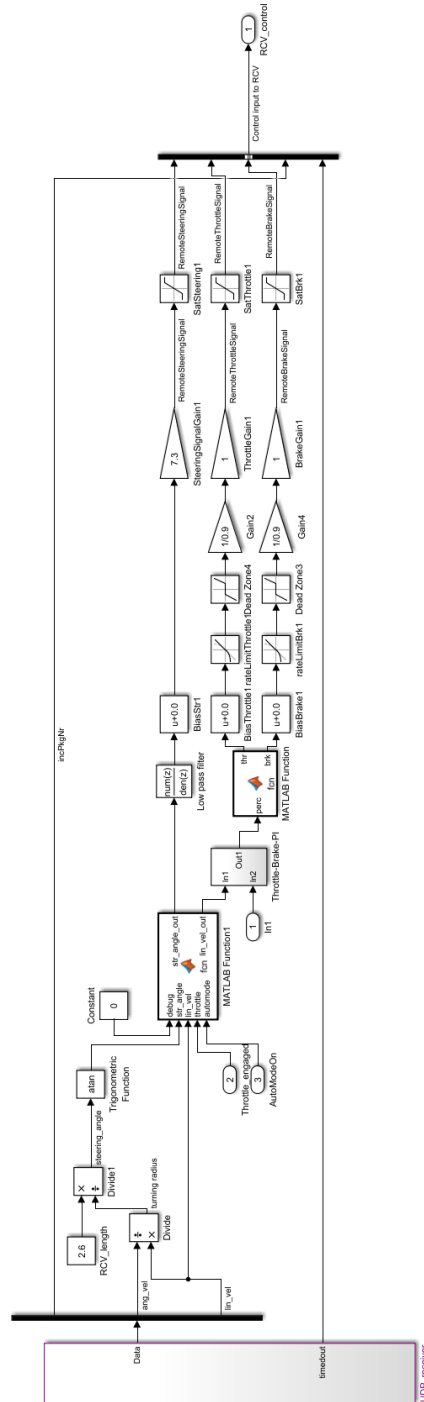 UDP_receiver
Data
timedout
incPkgNr
ang_vel
lin_vel
÷
×
Divide
turning radius
2.6
RCV_length
×
÷
Divide1
steering_angle
atan
Trigonometric
Function
0
Constant
debug
str_angle
lin_vel
throttle
automode
str_angle_out
lin_vel_out
fcn
MATLAB Function1
2
Throttle_engaged
3
AutoModeOn
1
In1
In1
In2
Out1
Throttle-Brake-PI
perc
thr
brk
fcn
MATLAB Function
num(z)
den(z)
Low pass filter
u+0.0
BiasStr1
u+0.0
BiasThrottle1
u+0.0
BiasBrake1
rateLimitThrottle1
rateLimitBrk1
Dead Zone4
Dead Zone3
1/0.9
Gain2
1/0.9
Gain4
7.3
SteeringSignalGain1
1
ThrottleGain1
1
BrakeGain1
RemoteSteeringSignal
RemoteThrottleSignal
RemoteBrakeSignal
SatSteering1
SatThrottle1
SatBrk1
RemoteSteeringSignal
RemoteThrottleSignal
RemoteBrakeSignal
Control input to RCV
1
RCV_control